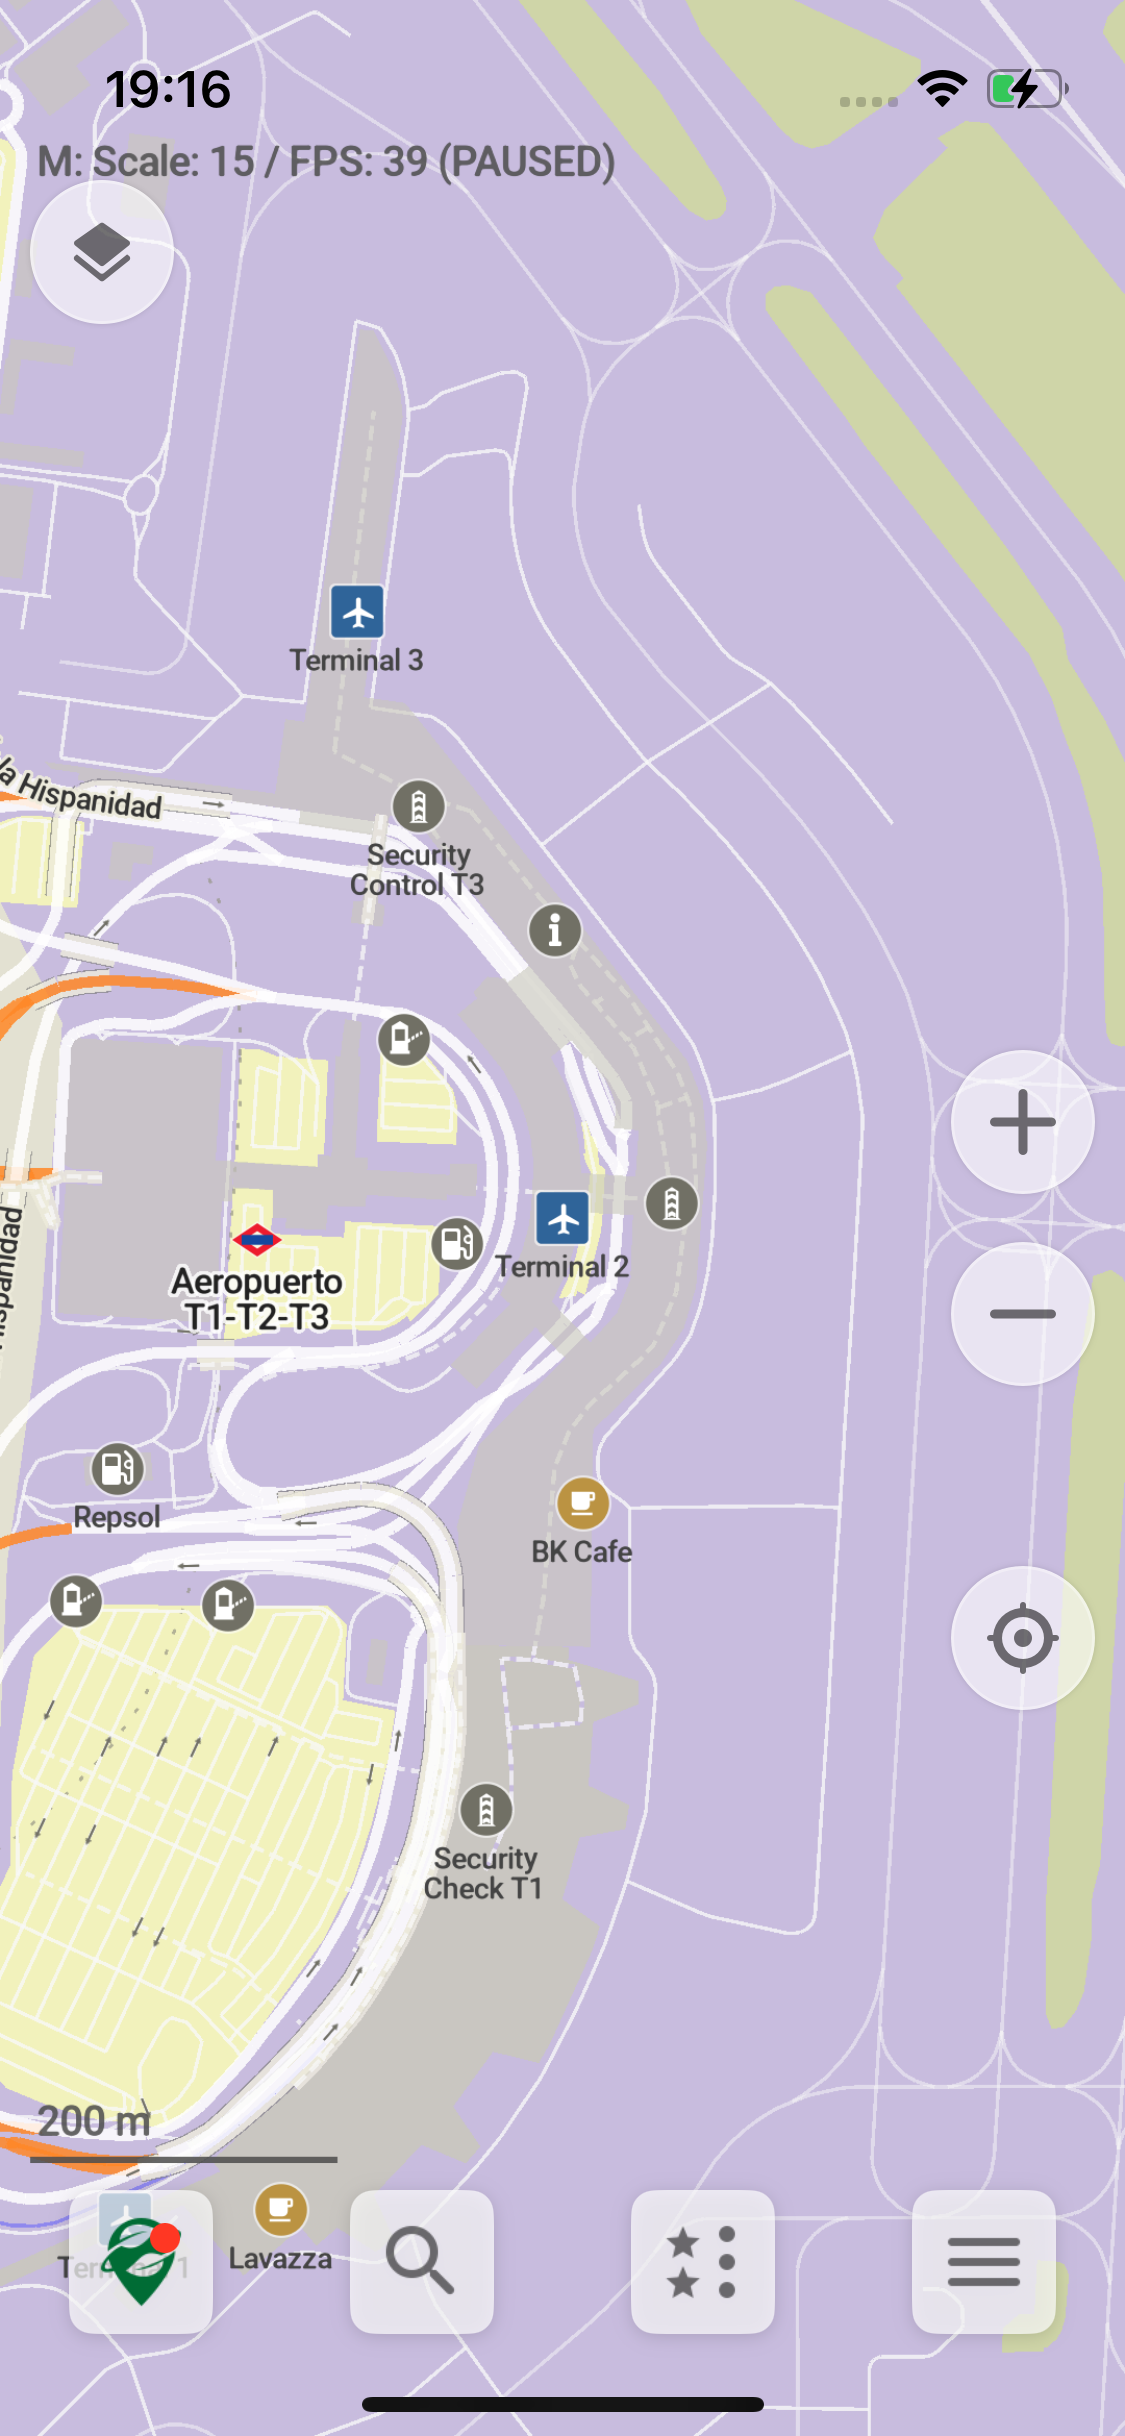 19:16
M: Scale: 15 / FPS: 39 (PAUSED)
Terminal 3
la Hispanidad
Security
Control T3
Terminal 2
Aeropuerto
T1-T2-T3
Repsol
BK Cafe
Security
Check T1
200 m
Lavazza